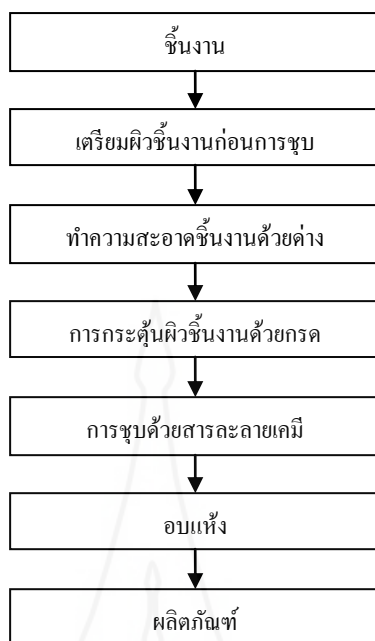 ชิ้นงาน
เตรียมผิวชิ้นงานก่อนการชุบ
ทำความสะอาดชิ้นงานด้วยด่าง
การกระตุ้นผิวชิ้นงานด้วยกรด
การชุบด้วยสารละลายเคมี
อบแห้ง
ผลิตภัณฑ์